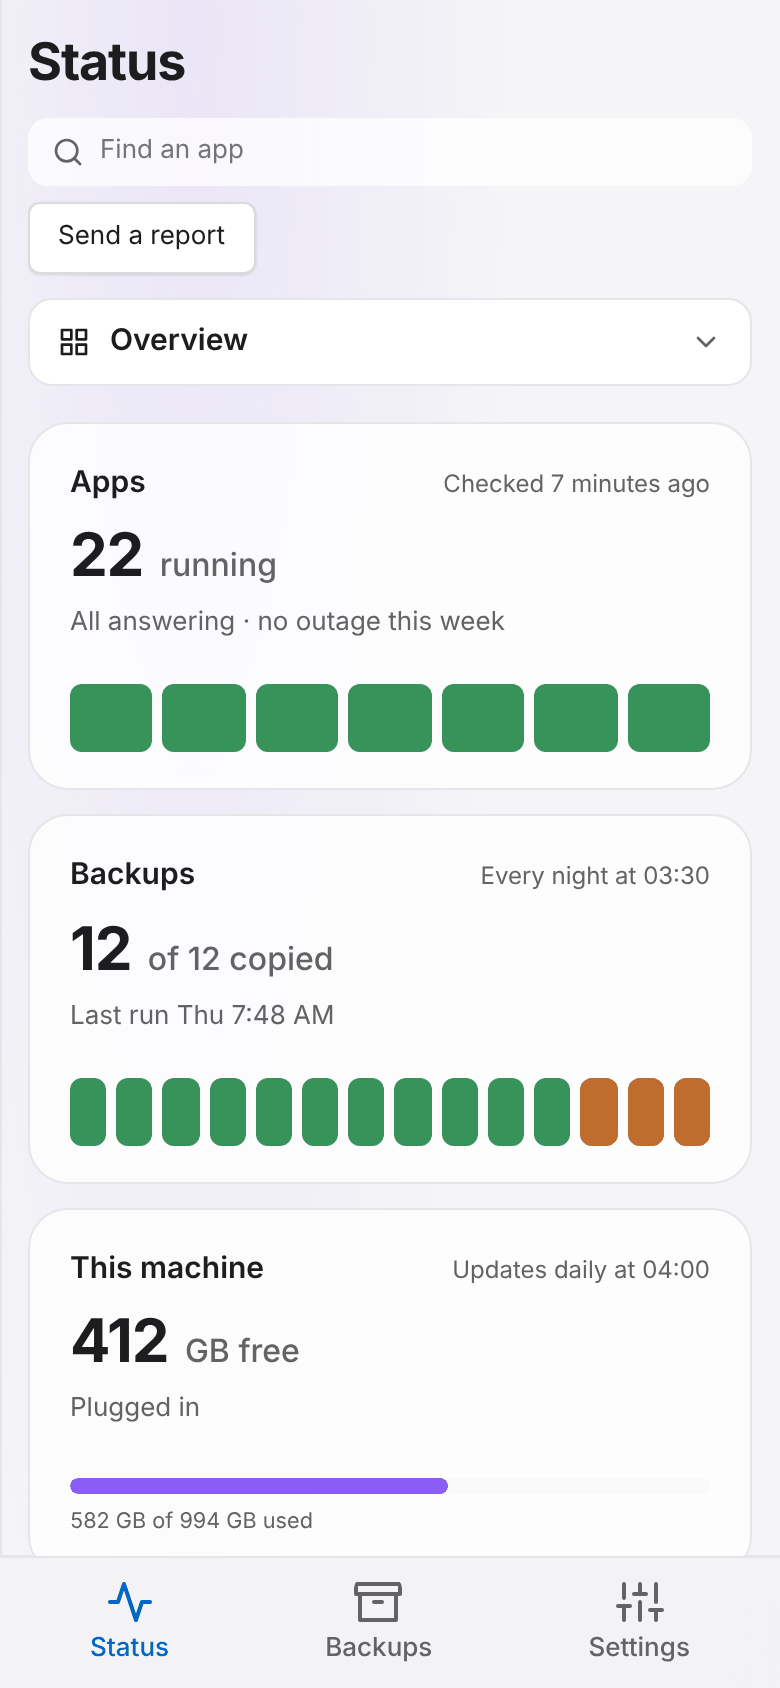 Status
Find an app
Send a report
Overview
Apps
Checked 7 minutes ago
22 running
All answering · no outage this week
Backups
Every night at 03:30
12 of 12 copied
Last run Thu 7:48 AM
This machine
Updates daily at 04:00
412 GB free
Plugged in
582 GB of 994 GB used
Status
Backups
Settings